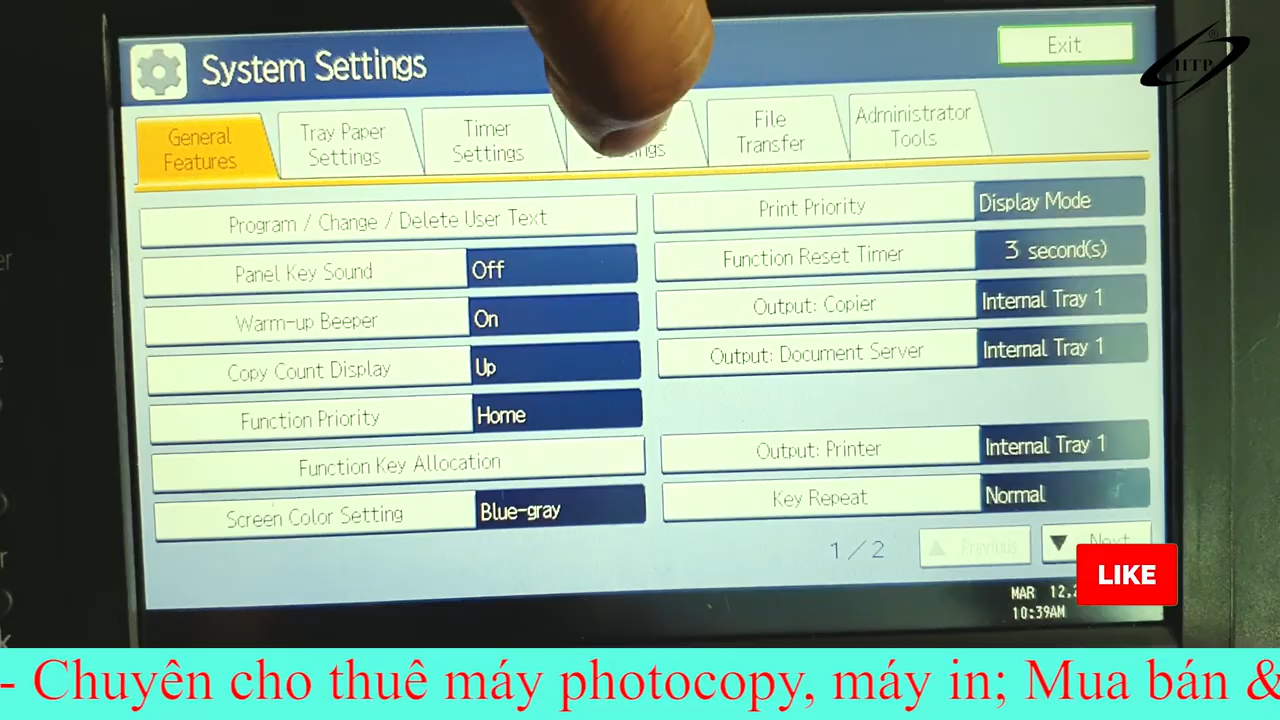 System Settings
Exit
HTP
®
General
Features
Tray Paper
Settings
Timer
Settings
File
Transfer
Administrator
Tools
Program / Change / Delete User Text
Panel Key Sound Off
Warm-up Beeper On
Copy Count Display Up
Function Priority Home
Function Key Allocation
Screen Color Setting Blue-gray
Print Priority Display Mode
Function Reset Timer 3 second(s)
Output: Copier Internal Tray 1
Output: Document Server Internal Tray 1
Output: Printer Internal Tray 1
Key Repeat Normal
1 / 2
Previous
Next
LIKE
MAR 12,2
10:39AM
- Chuyên cho thuê máy photocopy, máy in; Mua bán &